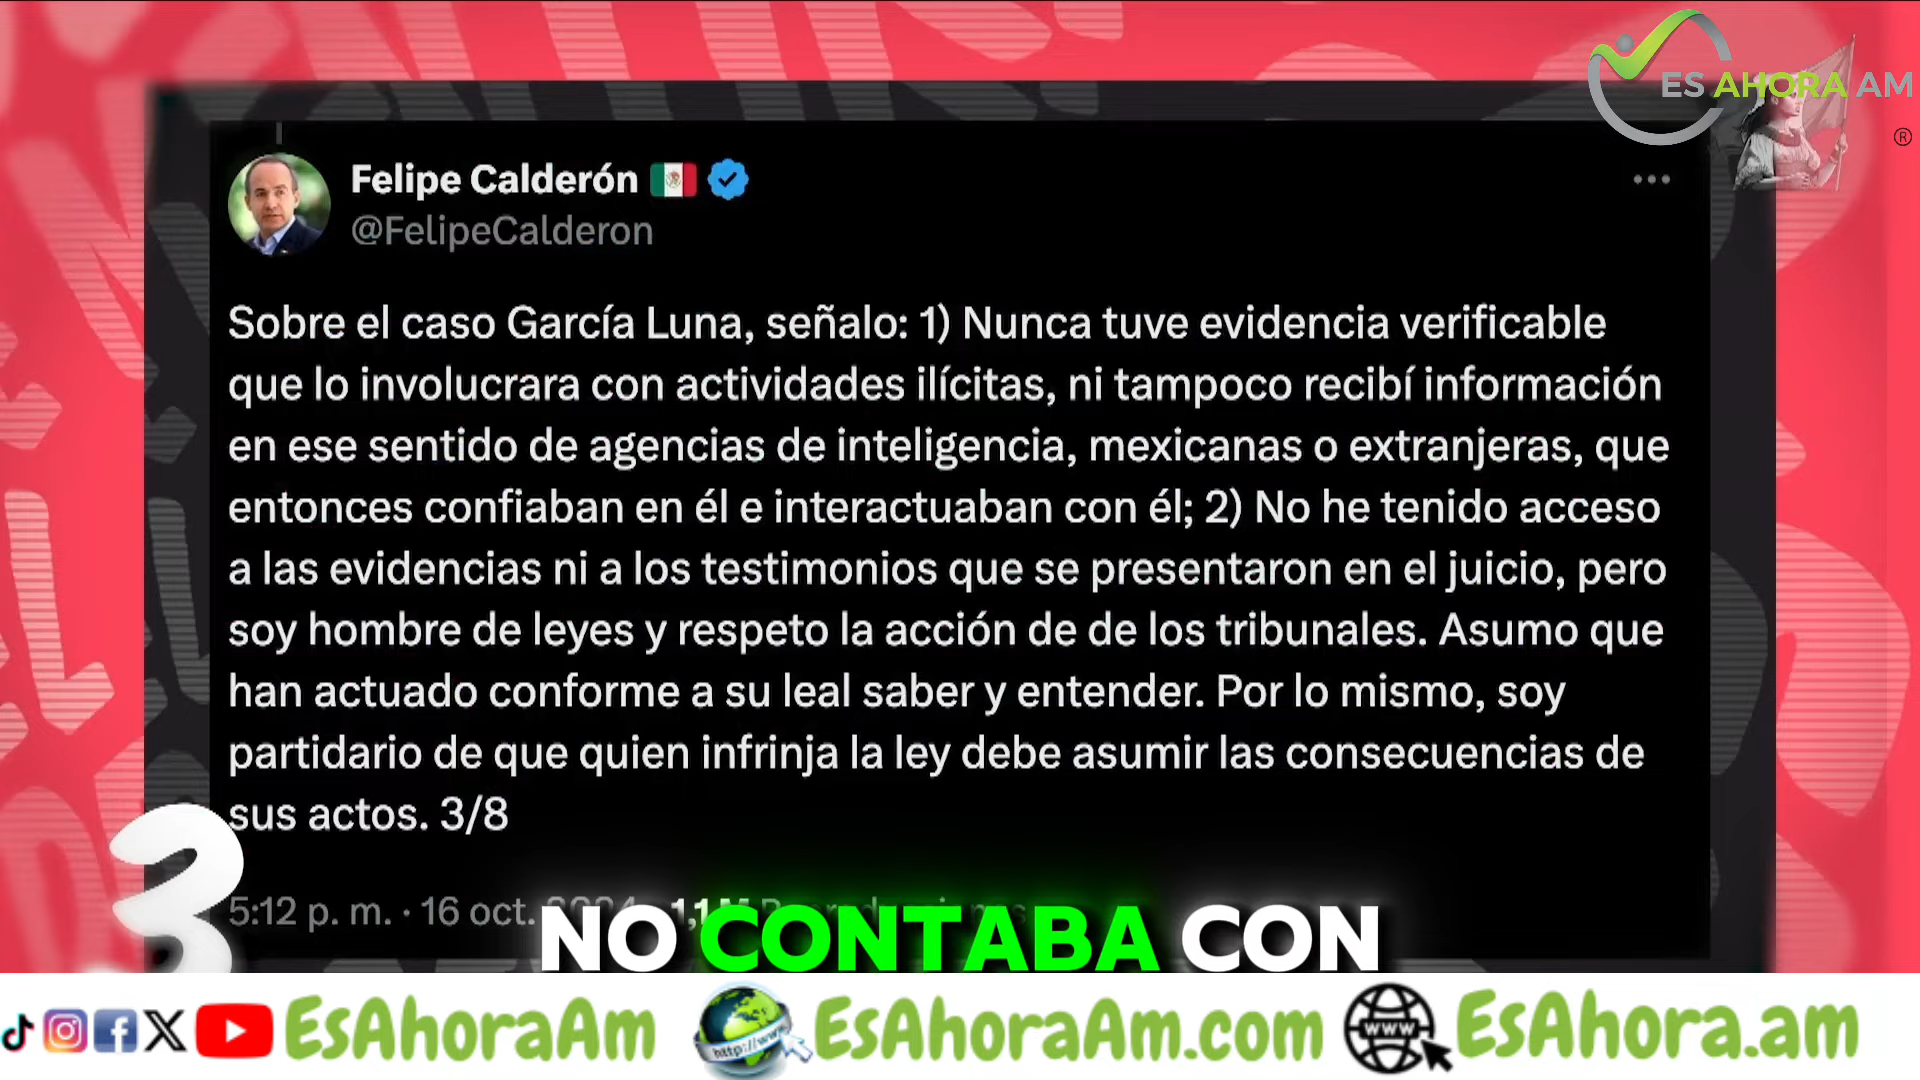 ES AHORA AM
®
Felipe Calderón
@FelipeCalderon
Sobre el caso García Luna, señalo: 1) Nunca tuve evidencia verificable
que lo involucrara con actividades ilícitas, ni tampoco recibí información
en ese sentido de agencias de inteligencia, mexicanas o extranjeras, que
entonces confiaban en él e interactuaban con él; 2) No he tenido acceso
a las evidencias ni a los testimonios que se presentaron en el juicio, pero
soy hombre de leyes y respeto la acción de de los tribunales. Asumo que
han actuado conforme a su leal saber y entender. Por lo mismo, soy
partidario de que quien infrinja la ley debe asumir las consecuencias de
sus actos. 3/8
3
5:12 p. m. · 16 oct.
NO CONTABA CON
EsAhoraAm
http://www
EsAhoraAm.com
WWW
EsAhora.am